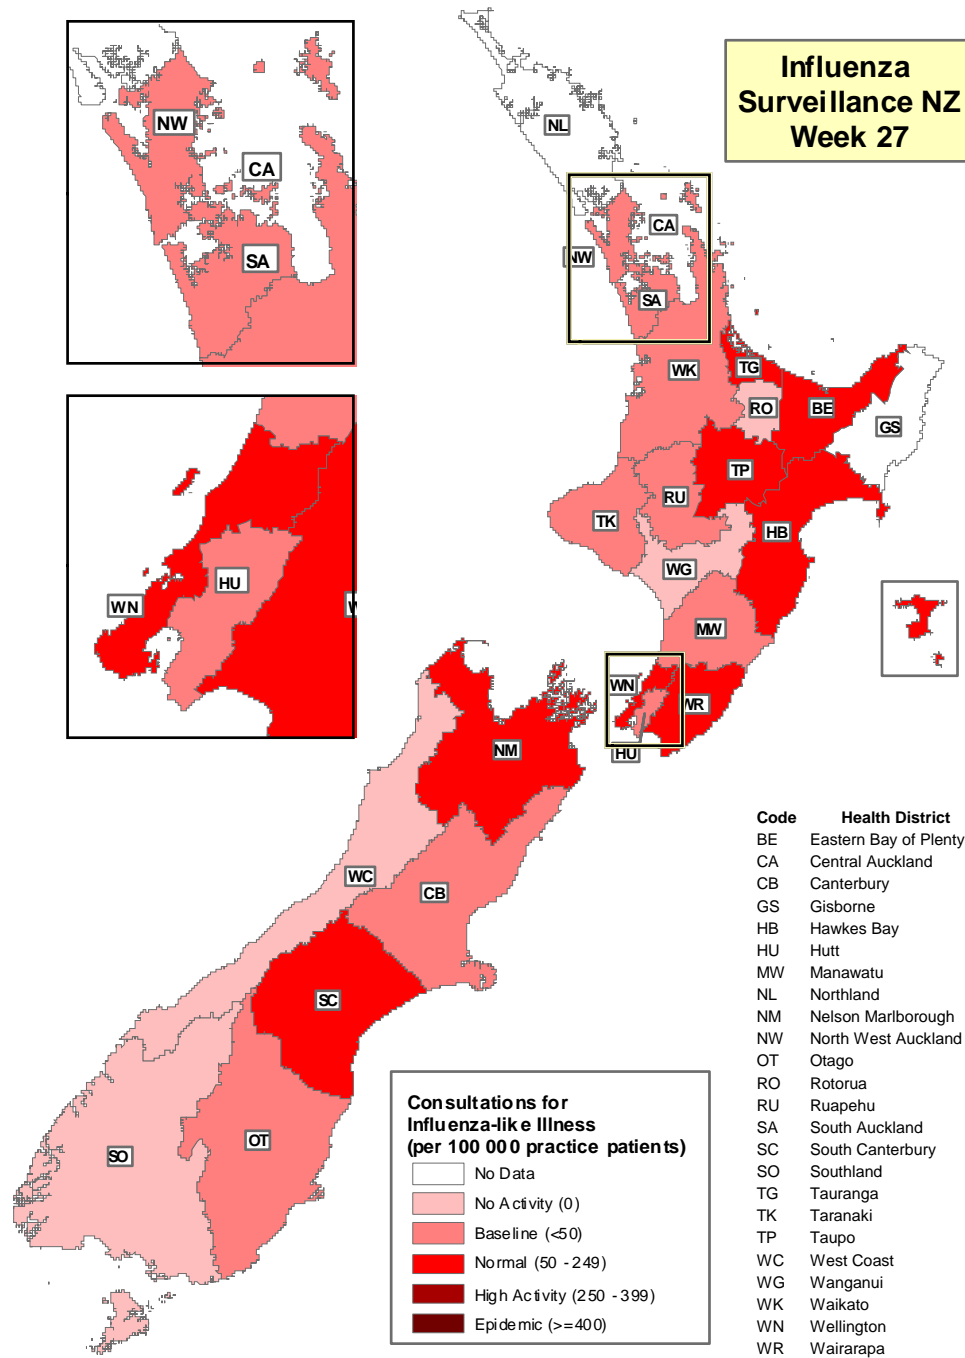 Influenza
Surveillance NZ
Week 27
NW
CA
SA
NL
CA
NW
SA
WK
TG
RO
BE
GS
TP
RU
TK
HB
WG
MW
HU
WN
W
WN
WR
HU
NM
WC
CB
SC
OT
SO
Consultations for
Influenza-like Illness
(per 100 000 practice patients)
No Data
No Activity (0)
Baseline (<50)
Normal (50 - 249)
High Activity (250 - 399)
Epidemic (>=400)
Code Health District
BE Eastern Bay of Plenty
CA Central Auckland
CB Canterbury
GS Gisborne
HB Hawkes Bay
HU Hutt
MW Manawatu
NL Northland
NM Nelson Marlborough
NW North West Auckland
OT Otago
RO Rotorua
RU Ruapehu
SA South Auckland
SC South Canterbury
SO Southland
TG Tauranga
TK Taranaki
TP Taupo
WC West Coast
WG Wanganui
WK Waikato
WN Wellington
WR Wairarapa